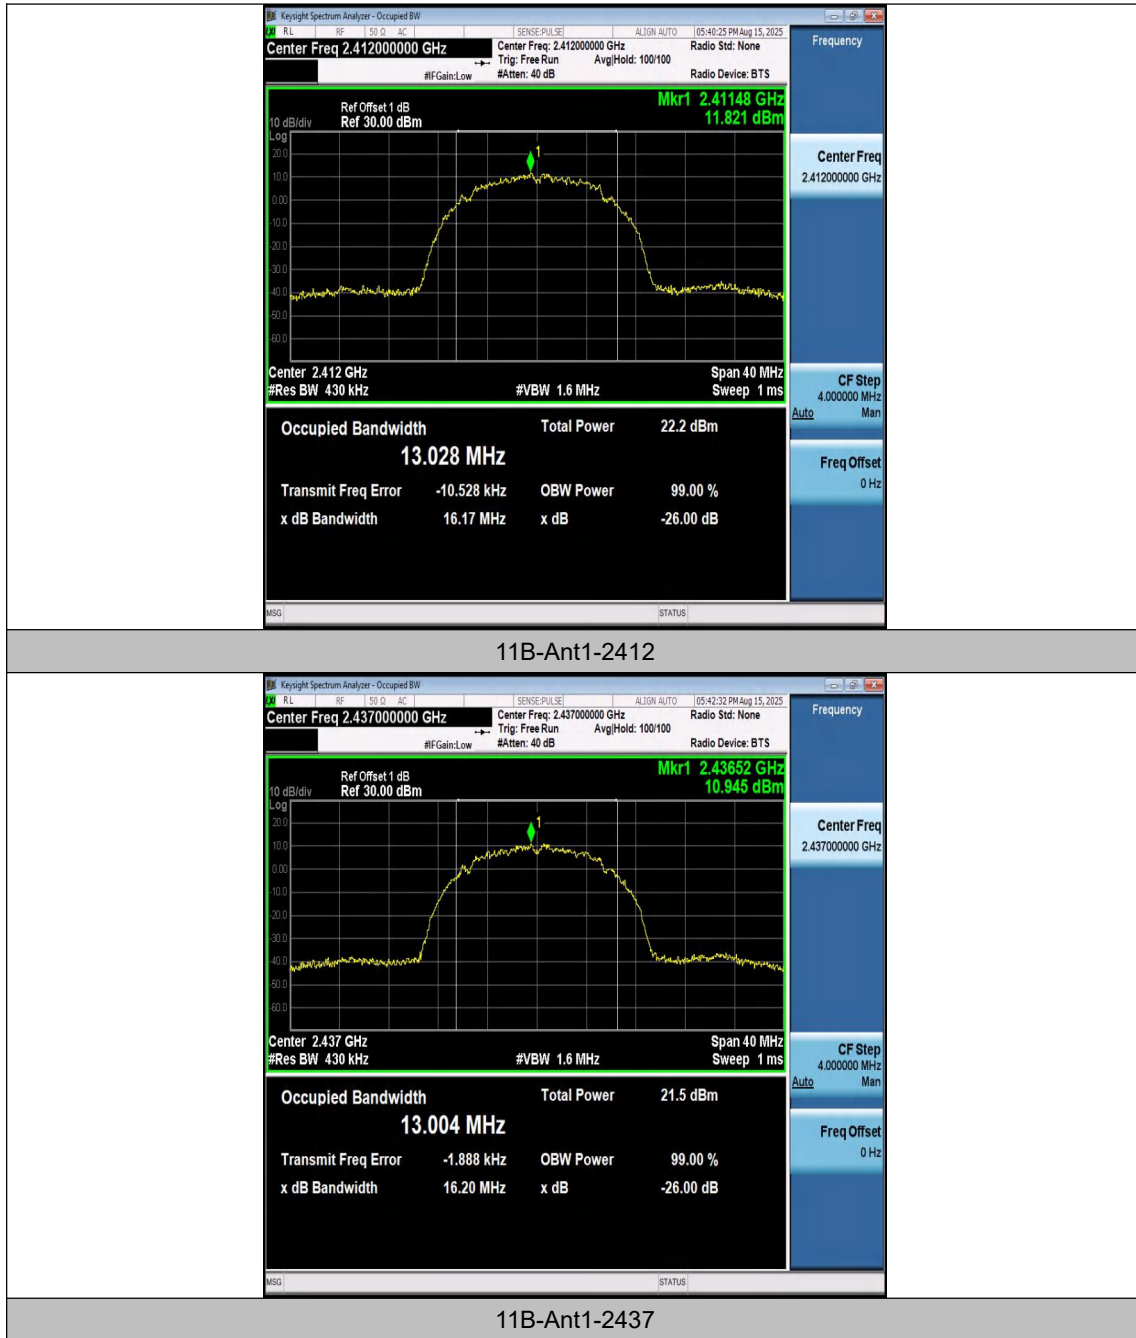 Keysight Spectrum Analyzer - Occupied BW
RL RF 50 Ω AC SENSE:PULSE ALIGN AUTO 05:40:25 PM Aug 15, 2025
Center Freq 2.412000000 GHz Center Freq: 2.412000000 GHz Radio Std: None Frequency
Trig: Free Run Avg|Hold: 100/100
#IFGain:Low #Atten: 40 dB Radio Device: BTS
Mkr1 2.41148 GHz
11.821 dBm
Ref Offset 1 dB
10 dB/div Ref 30.00 dBm
Log
20.0
10.0
0.00
-10.0
-20.0
-30.0
-40.0
-50.0
-60.0
1
Center Freq
2.412000000 GHz
Center 2.412 GHz Span 40 MHz
#Res BW 430 kHz #VBW 1.6 MHz Sweep 1 ms
CF Step
4.000000 MHz
Auto Man
Occupied Bandwidth Total Power 22.2 dBm
13.028 MHz
Transmit Freq Error -10.528 kHz OBW Power 99.00 %
x dB Bandwidth 16.17 MHz x dB -26.00 dB
Freq Offset
0 Hz
MSG STATUS
11B-Ant1-2412
Keysight Spectrum Analyzer - Occupied BW
RL RF 50 Ω AC SENSE:PULSE ALIGN AUTO 05:42:32 PM Aug 15, 2025
Center Freq 2.437000000 GHz Center Freq: 2.437000000 GHz Radio Std: None Frequency
Trig: Free Run Avg|Hold: 100/100
#IFGain:Low #Atten: 40 dB Radio Device: BTS
Mkr1 2.43652 GHz
10.945 dBm
Ref Offset 1 dB
10 dB/div Ref 30.00 dBm
Log
20.0
10.0
0.00
-10.0
-20.0
-30.0
-40.0
-50.0
-60.0
1
Center Freq
2.437000000 GHz
Center 2.437 GHz Span 40 MHz
#Res BW 430 kHz #VBW 1.6 MHz Sweep 1 ms
CF Step
4.000000 MHz
Auto Man
Occupied Bandwidth Total Power 21.5 dBm
13.004 MHz
Transmit Freq Error -1.888 kHz OBW Power 99.00 %
x dB Bandwidth 16.20 MHz x dB -26.00 dB
Freq Offset
0 Hz
MSG STATUS
11B-Ant1-2437